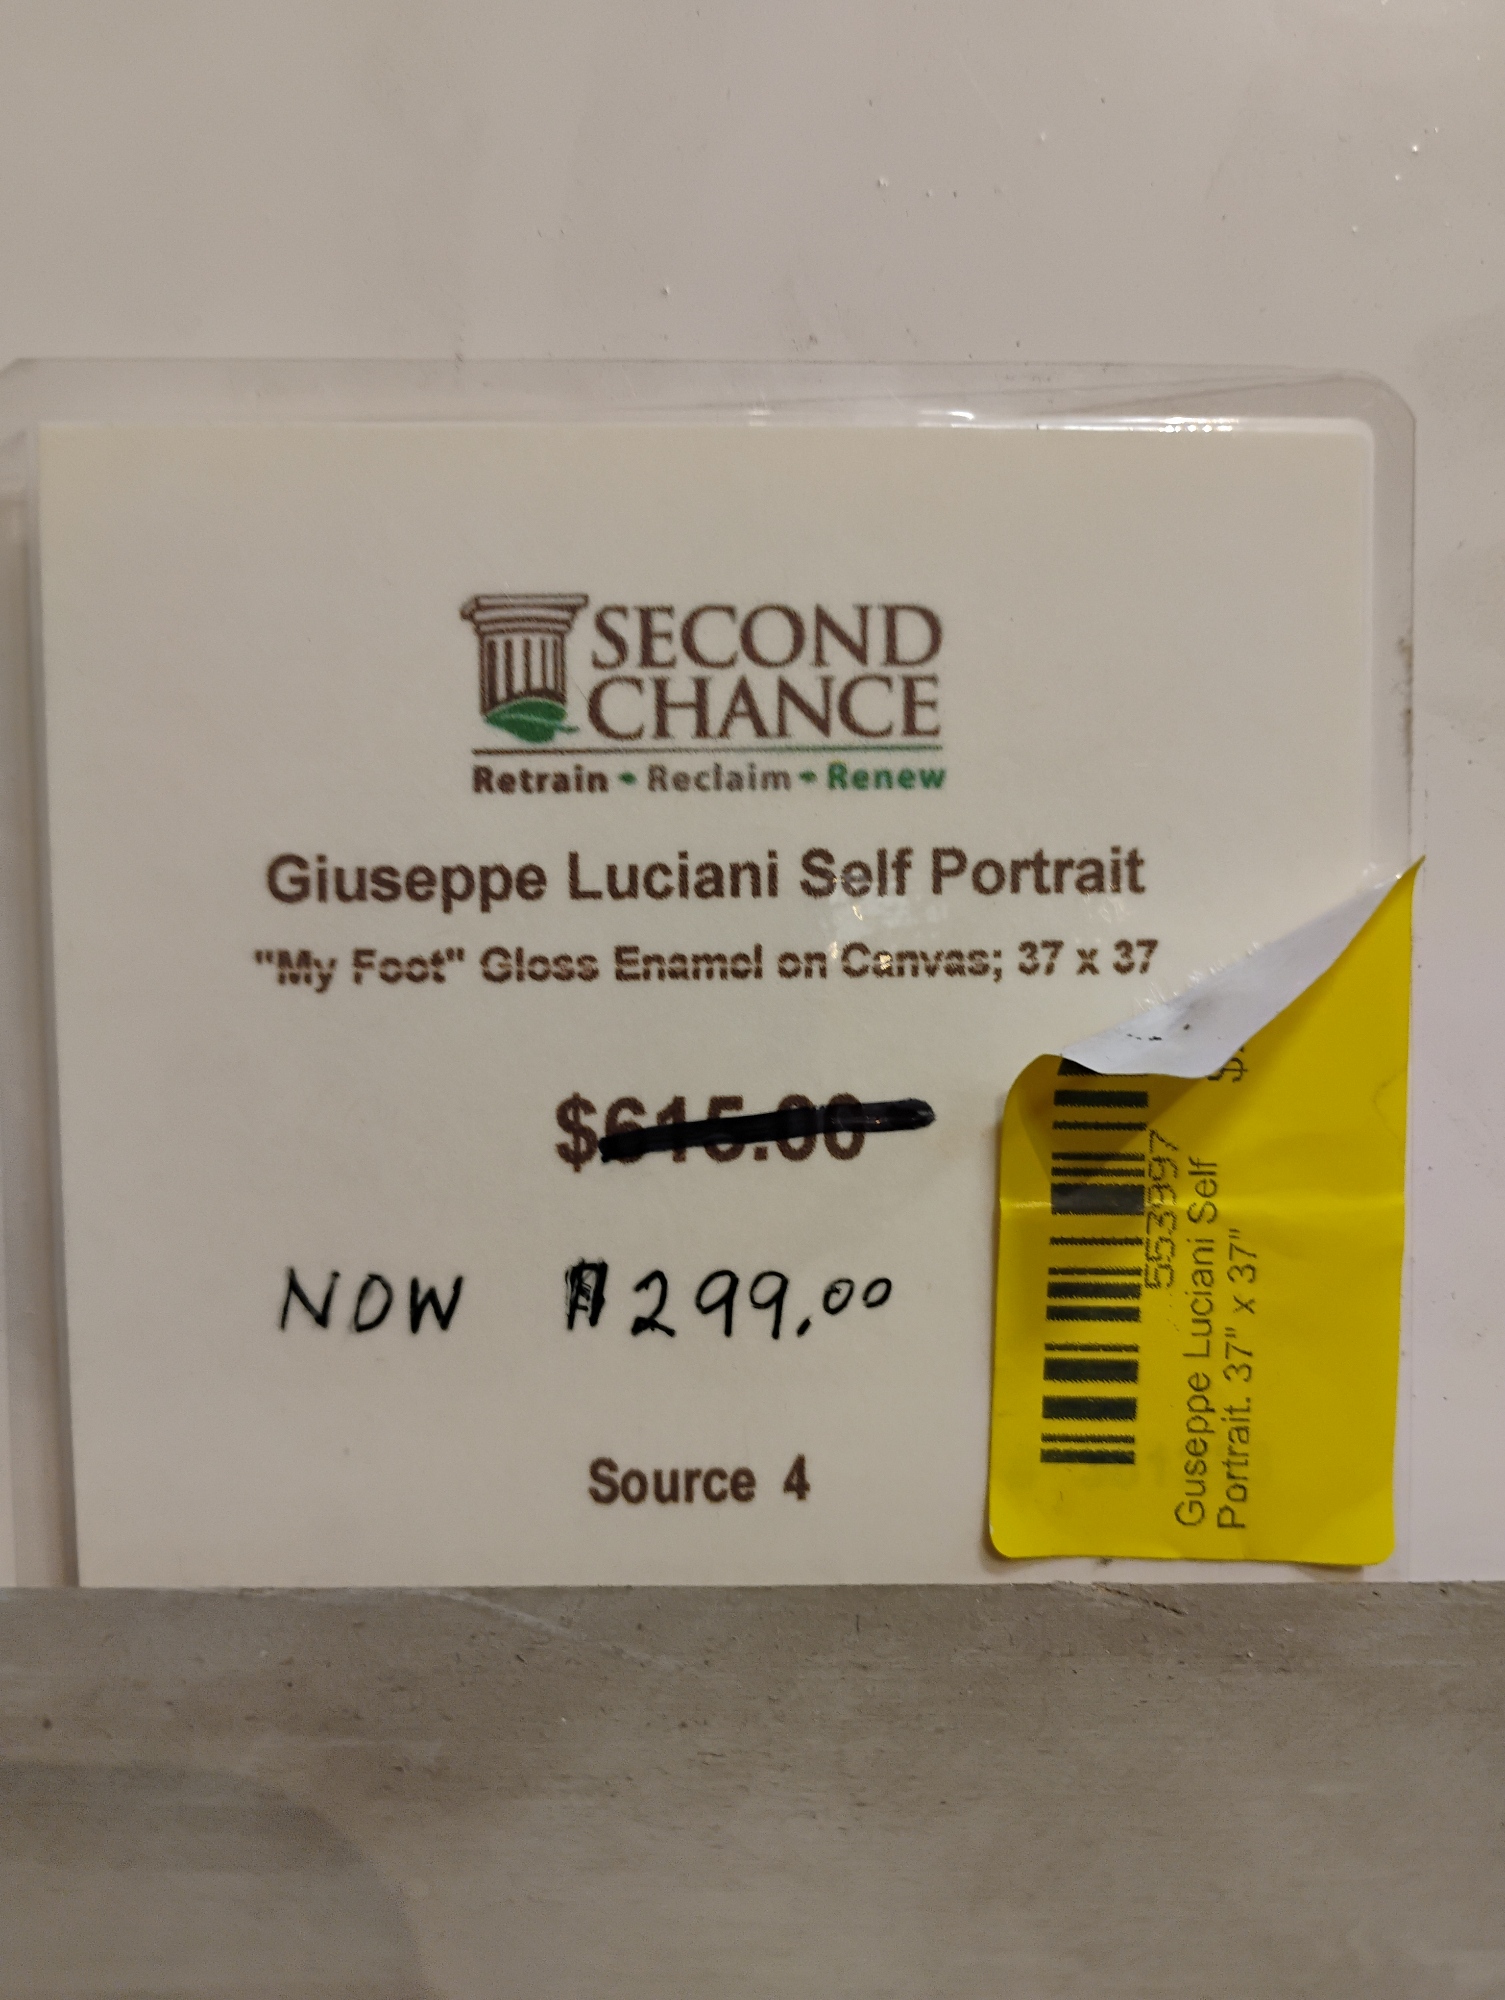 SECOND
CHANCE
Retrain • Reclaim • Renew
Giuseppe Luciani Self Portrait
"My Foot" Gloss Enamel on Canvas; 37 x 37
$615.00
NOW $299.00
Source 4
553997
Guseppe Luciani Self
Portrait. 37" x 37"